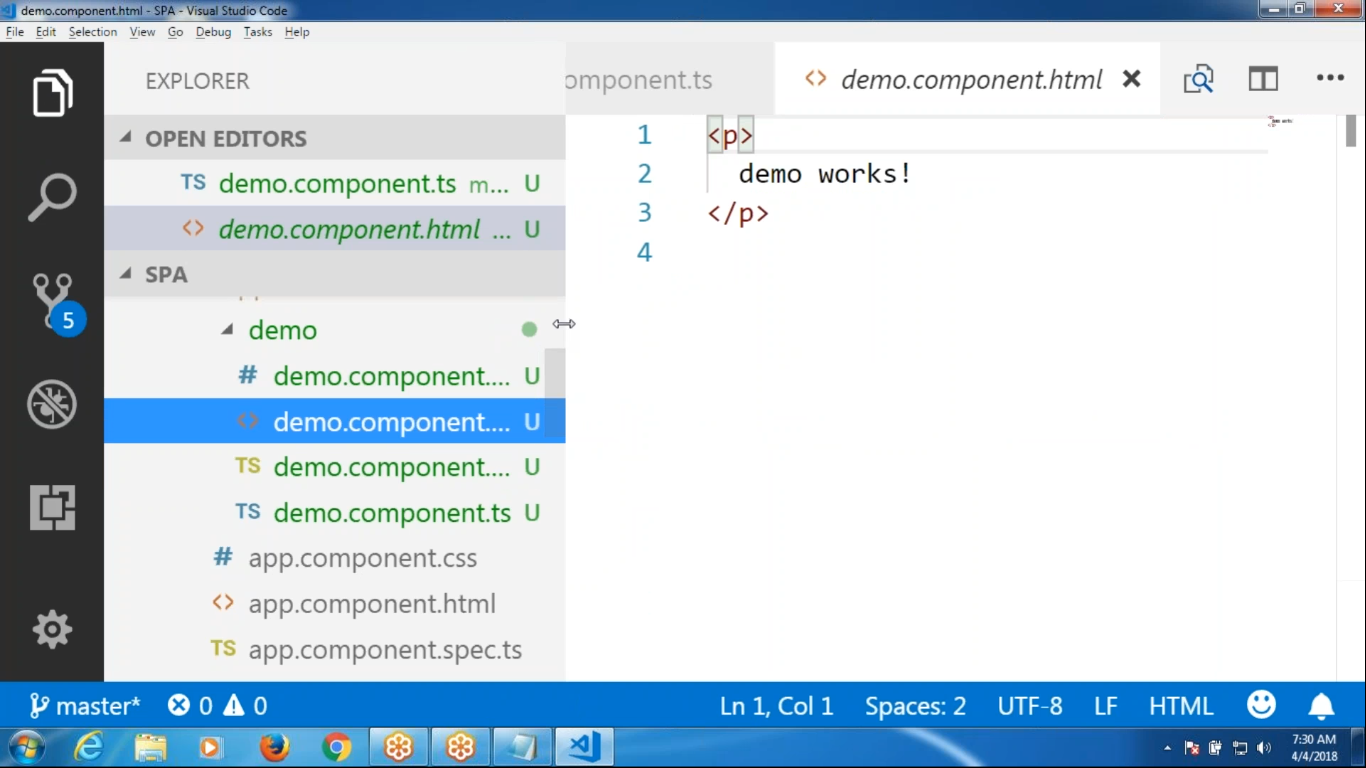 demo.component.html - SPA - Visual Studio Code
File Edit Selection View Go Debug Tasks Help
EXPLORER
OPEN EDITORS
TS demo.component.ts m... U
<> demo.component.html ... U
SPA
demo
# demo.component.... U
<> demo.component.... U
TS demo.component.... U
TS demo.component.ts U
# app.component.css
<> app.component.html
TS app.component.spec.ts
5
omponent.ts
<> demo.component.html
1 <p>
2 demo works!
3 </p>
4
master* 0 0
Ln 1, Col 1 Spaces: 2 UTF-8 LF HTML
7:30 AM
4/4/2018